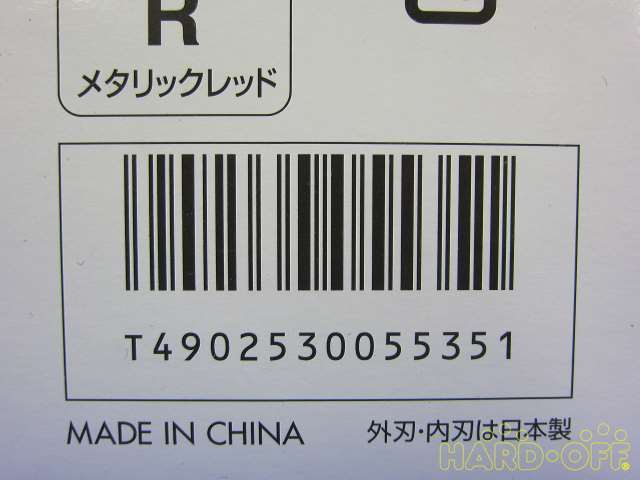 R
メタリックレッド
T4902530055351
MADE IN CHINA
外刃・内刃は日本製
HARD・OFF